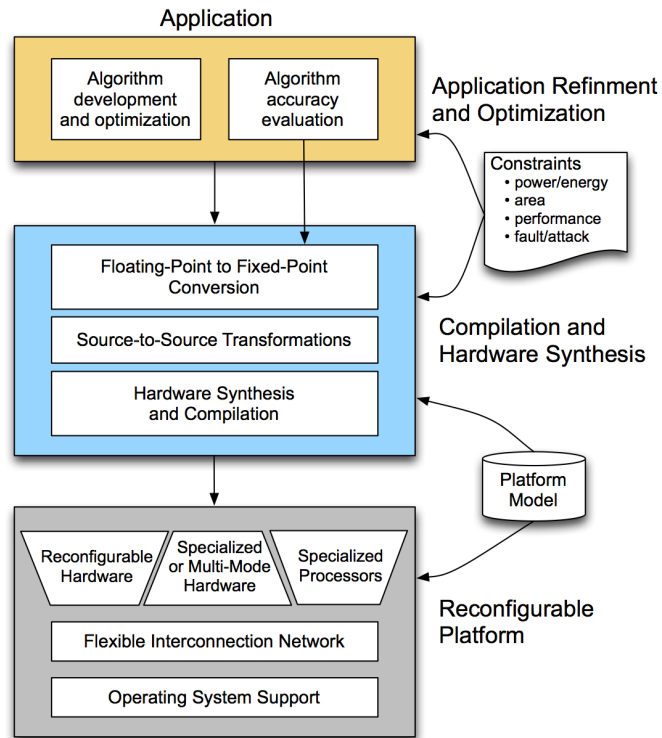 Application
Algorithm
development
and optimization
Algorithm
accuracy
evaluation
Application Refinment
and Optimization
Constraints
• power/energy
• area
• performance
• fault/attack
Floating-Point to Fixed-Point
Conversion
Source-to-Source Transformations
Hardware Synthesis
and Compilation
Compilation and
Hardware Synthesis
Platform
Model
Reconfigurable
Hardware
Specialized
or Multi-Mode
Hardware
Specialized
Processors
Flexible Interconnection Network
Operating System Support
Reconfigurable
Platform